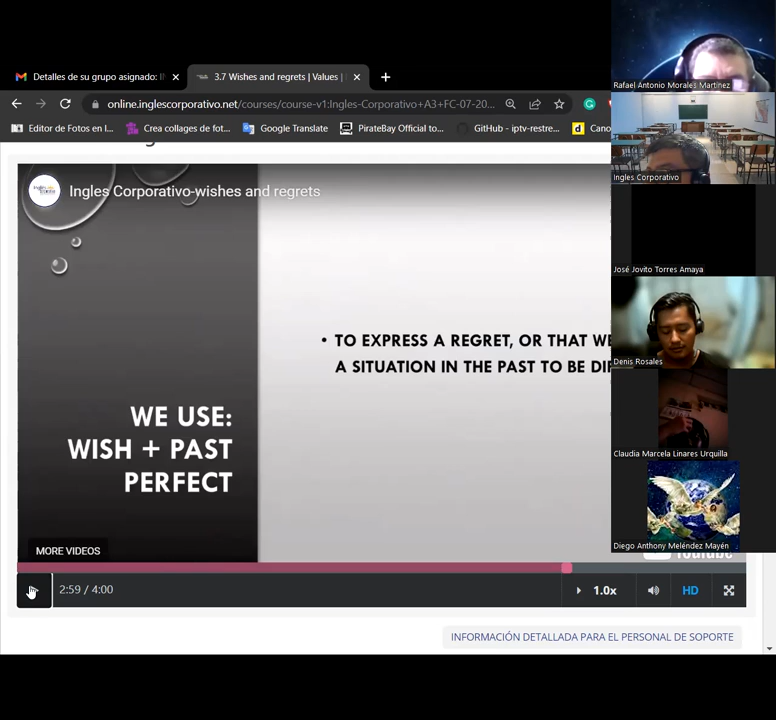 Detalles de su grupo asignado: I
3.7 Wishes and regrets | Values |
online.inglescorporativo.net/courses/course-v1:Ingles-Corporativo+A3+FC-07-20...
Editor de Fotos en l...
Crea collages de fot...
Google Translate
PirateBay Official to...
GitHub - iptv-restre...
Cano
Ingles Corporativo-wishes and regrets
• TO EXPRESS A REGRET, OR THAT WE
A SITUATION IN THE PAST TO BE DI
WE USE:
WISH + PAST
PERFECT
MORE VIDEOS
YouTube
2:59 / 4:00
1.0x
HD
INFORMACIÓN DETALLADA PARA EL PERSONAL DE SOPORTE
Rafael Antonio Morales Martinez
Ingles Corporativo
José Jovito Torres Amaya
Denis Rosales
Claudia Marcela Linares Urquilla
Diego Anthony Meléndez Mayén